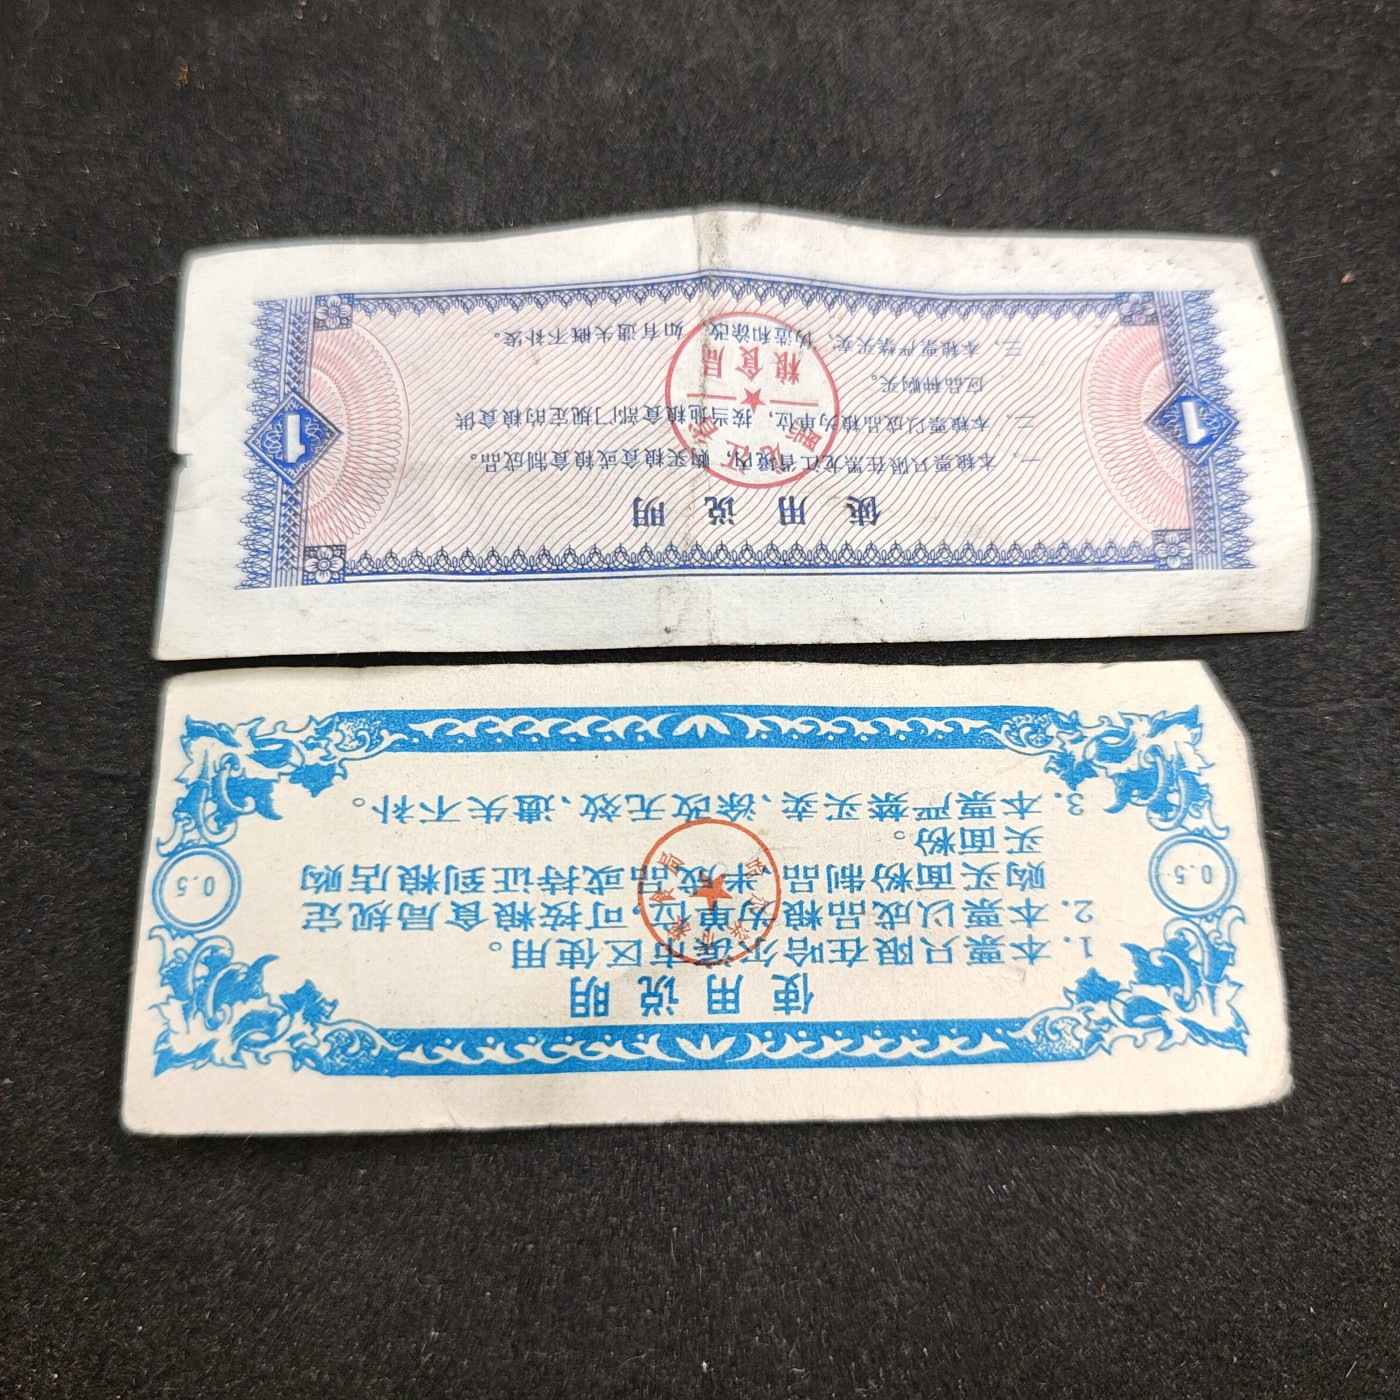 使用说明
一、本粮票只限在黑龙江省境内，购买粮食或粮食制成品。
二、本粮票以成品粮为单位，按当地粮食部门规定的粮食供
应品种购买。
三、本粮票严禁买卖、伪造和涂改，如有遗失概不补发。
黑龙江省
粮食局
1
1
使用说明
1. 本票只限在哈尔滨市区使用。
2. 本票以成品粮为单位，可按粮食局规定
购买面粉制品、半成品或持证到粮店购
买面粉。
3. 本票严禁买卖、涂改无效、遗失不补。
0.5
0.5